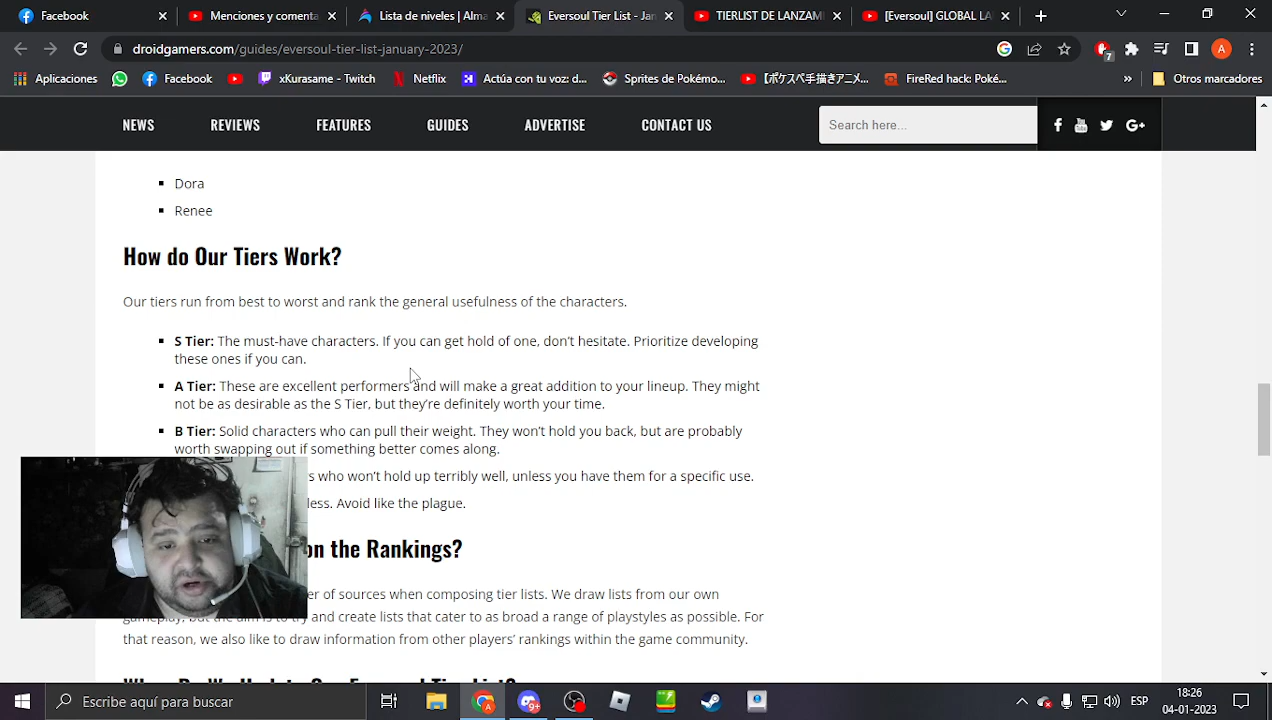 Facebook
Menciones y comenta
Lista de niveles | Alma
Eversoul Tier List - Jan
TIERLIST DE LANZAMI
[Eversoul] GLOBAL LA
droidgamers.com/guides/eversoul-tier-list-january-2023/
7
A
Aplicaciones
Facebook
xKurasame - Twitch
Netflix
Actúa con tu voz: d...
Sprites de Pokémo...
【ポケスペ手描きアニメ...
FireRed hack: Poké...
»
Otros marcadores
NEWS
REVIEWS
FEATURES
GUIDES
ADVERTISE
CONTACT US
Search here...
Dora
Renee
How do Our Tiers Work?
Our tiers run from best to worst and rank the general usefulness of the characters.
S Tier: The must-have characters. If you can get hold of one, don't hesitate. Prioritize developing
these ones if you can.
A Tier: These are excellent performers and will make a great addition to your lineup. They might
not be as desirable as the S Tier, but they're definitely worth your time.
B Tier: Solid characters who can pull their weight. They won't hold you back, but are probably
worth swapping out if something better comes along.
who won't hold up terribly well, unless you have them for a specific use.
Avoid like the plague.
on the Rankings?
of sources when composing tier lists. We draw lists from our own
gameplay, but the aim is to try and create lists that cater to as broad a range of playstyles as possible. For
that reason, we also like to draw information from other players' rankings within the game community.
Escribe aquí para buscar
9+
ESP
18:26
04-01-2023